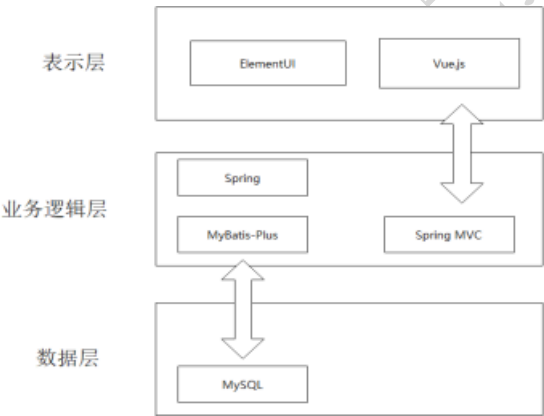 表示层
ElementUI
Vue.js
业务逻辑层
Spring
MyBatis-Plus
Spring MVC
数据层
MySQL